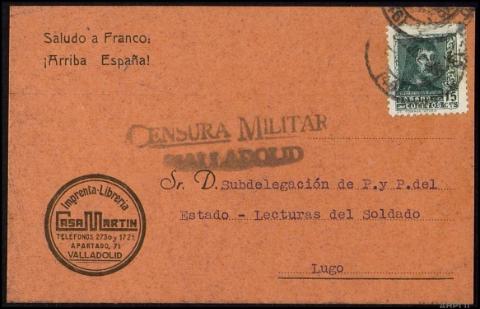 Saludo a Franco:
¡Arriba España!
15
CORREOS CTS
CENSURA MILITAR
VALLADOLID
Sr. D. Subdelegación de P. y P. del
Estado - Lecturas del Soldado
Lugo
Imprenta-Librería
CASA MARTIN
TELEFONOS 2730 y 1721
APARTADO, 71
VALLADOLID